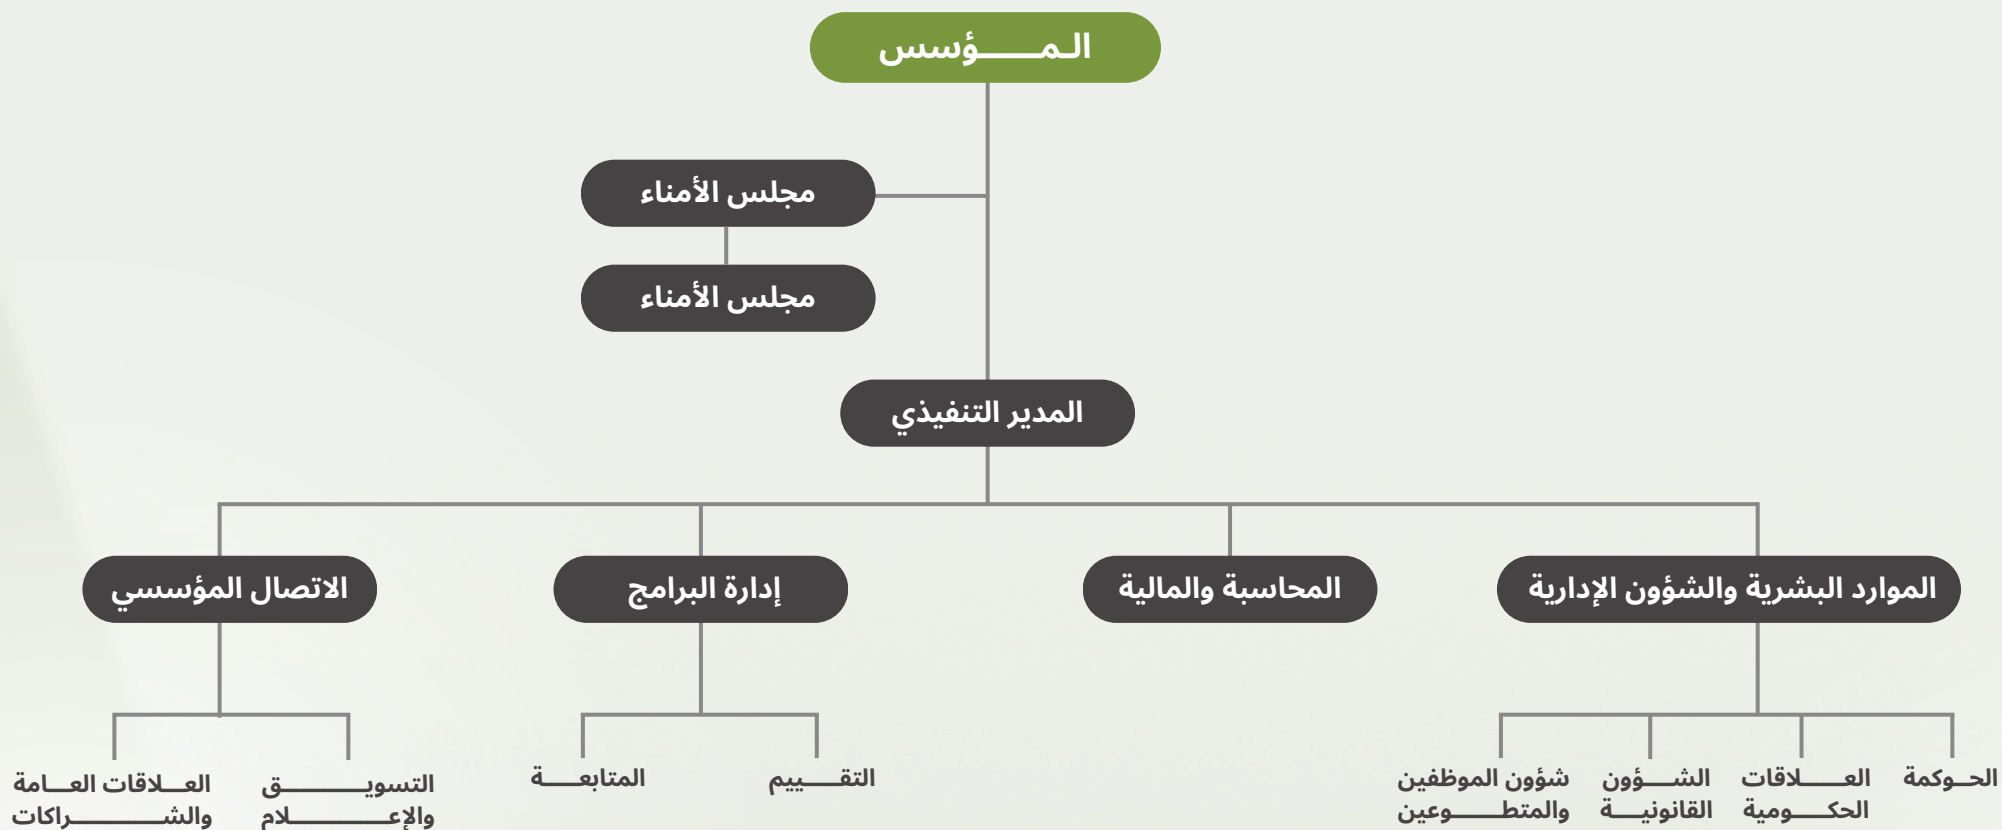 المؤسس
مجلس الأمناء
مجلس الأمناء
المدير التنفيذي
الموارد البشرية والشؤون الإدارية
المحاسبة والمالية
إدارة البرامج
الاتصال المؤسسي
الحوكمة
العلاقات
الحكومية
الشؤون
القانونية
شؤون الموظفين
والمتطوعين
التقييم
المتابعة
التسويق
والإعلام
العلاقات العامة
والشراكات